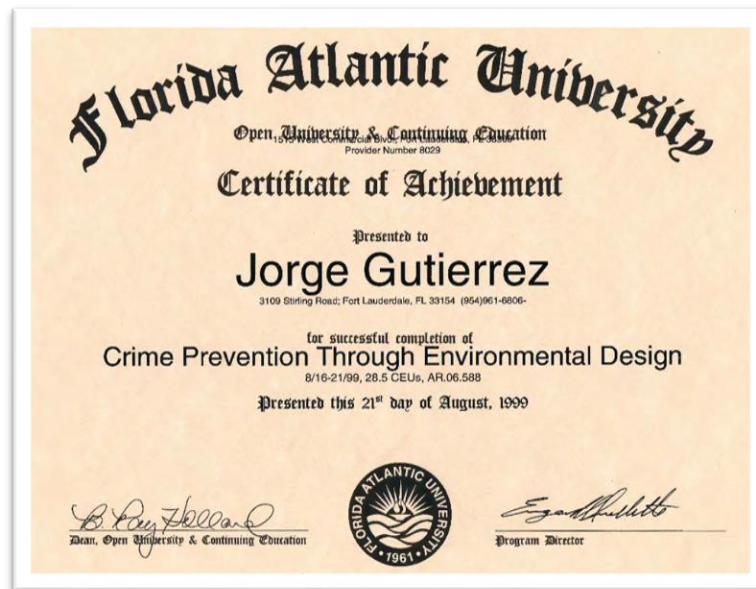 Florida Atlantic University
Open University & Continuing Education
Provider Number 8029
Certificate of Achievement
Presented to
Jorge Gutierrez
3109 Stirling Road; Fort Lauderdale, FL 33154 (954)961-6806-
for successful completion of
Crime Prevention Through Environmental Design
8/16-21/99, 28.5 CEUs, AR.06.588
Presented this 21st day of August, 1999
B. Ray Holland
Dean, Open University & Continuing Education
FLORIDA ATLANTIC UNIVERSITY
•1961•
Program Director